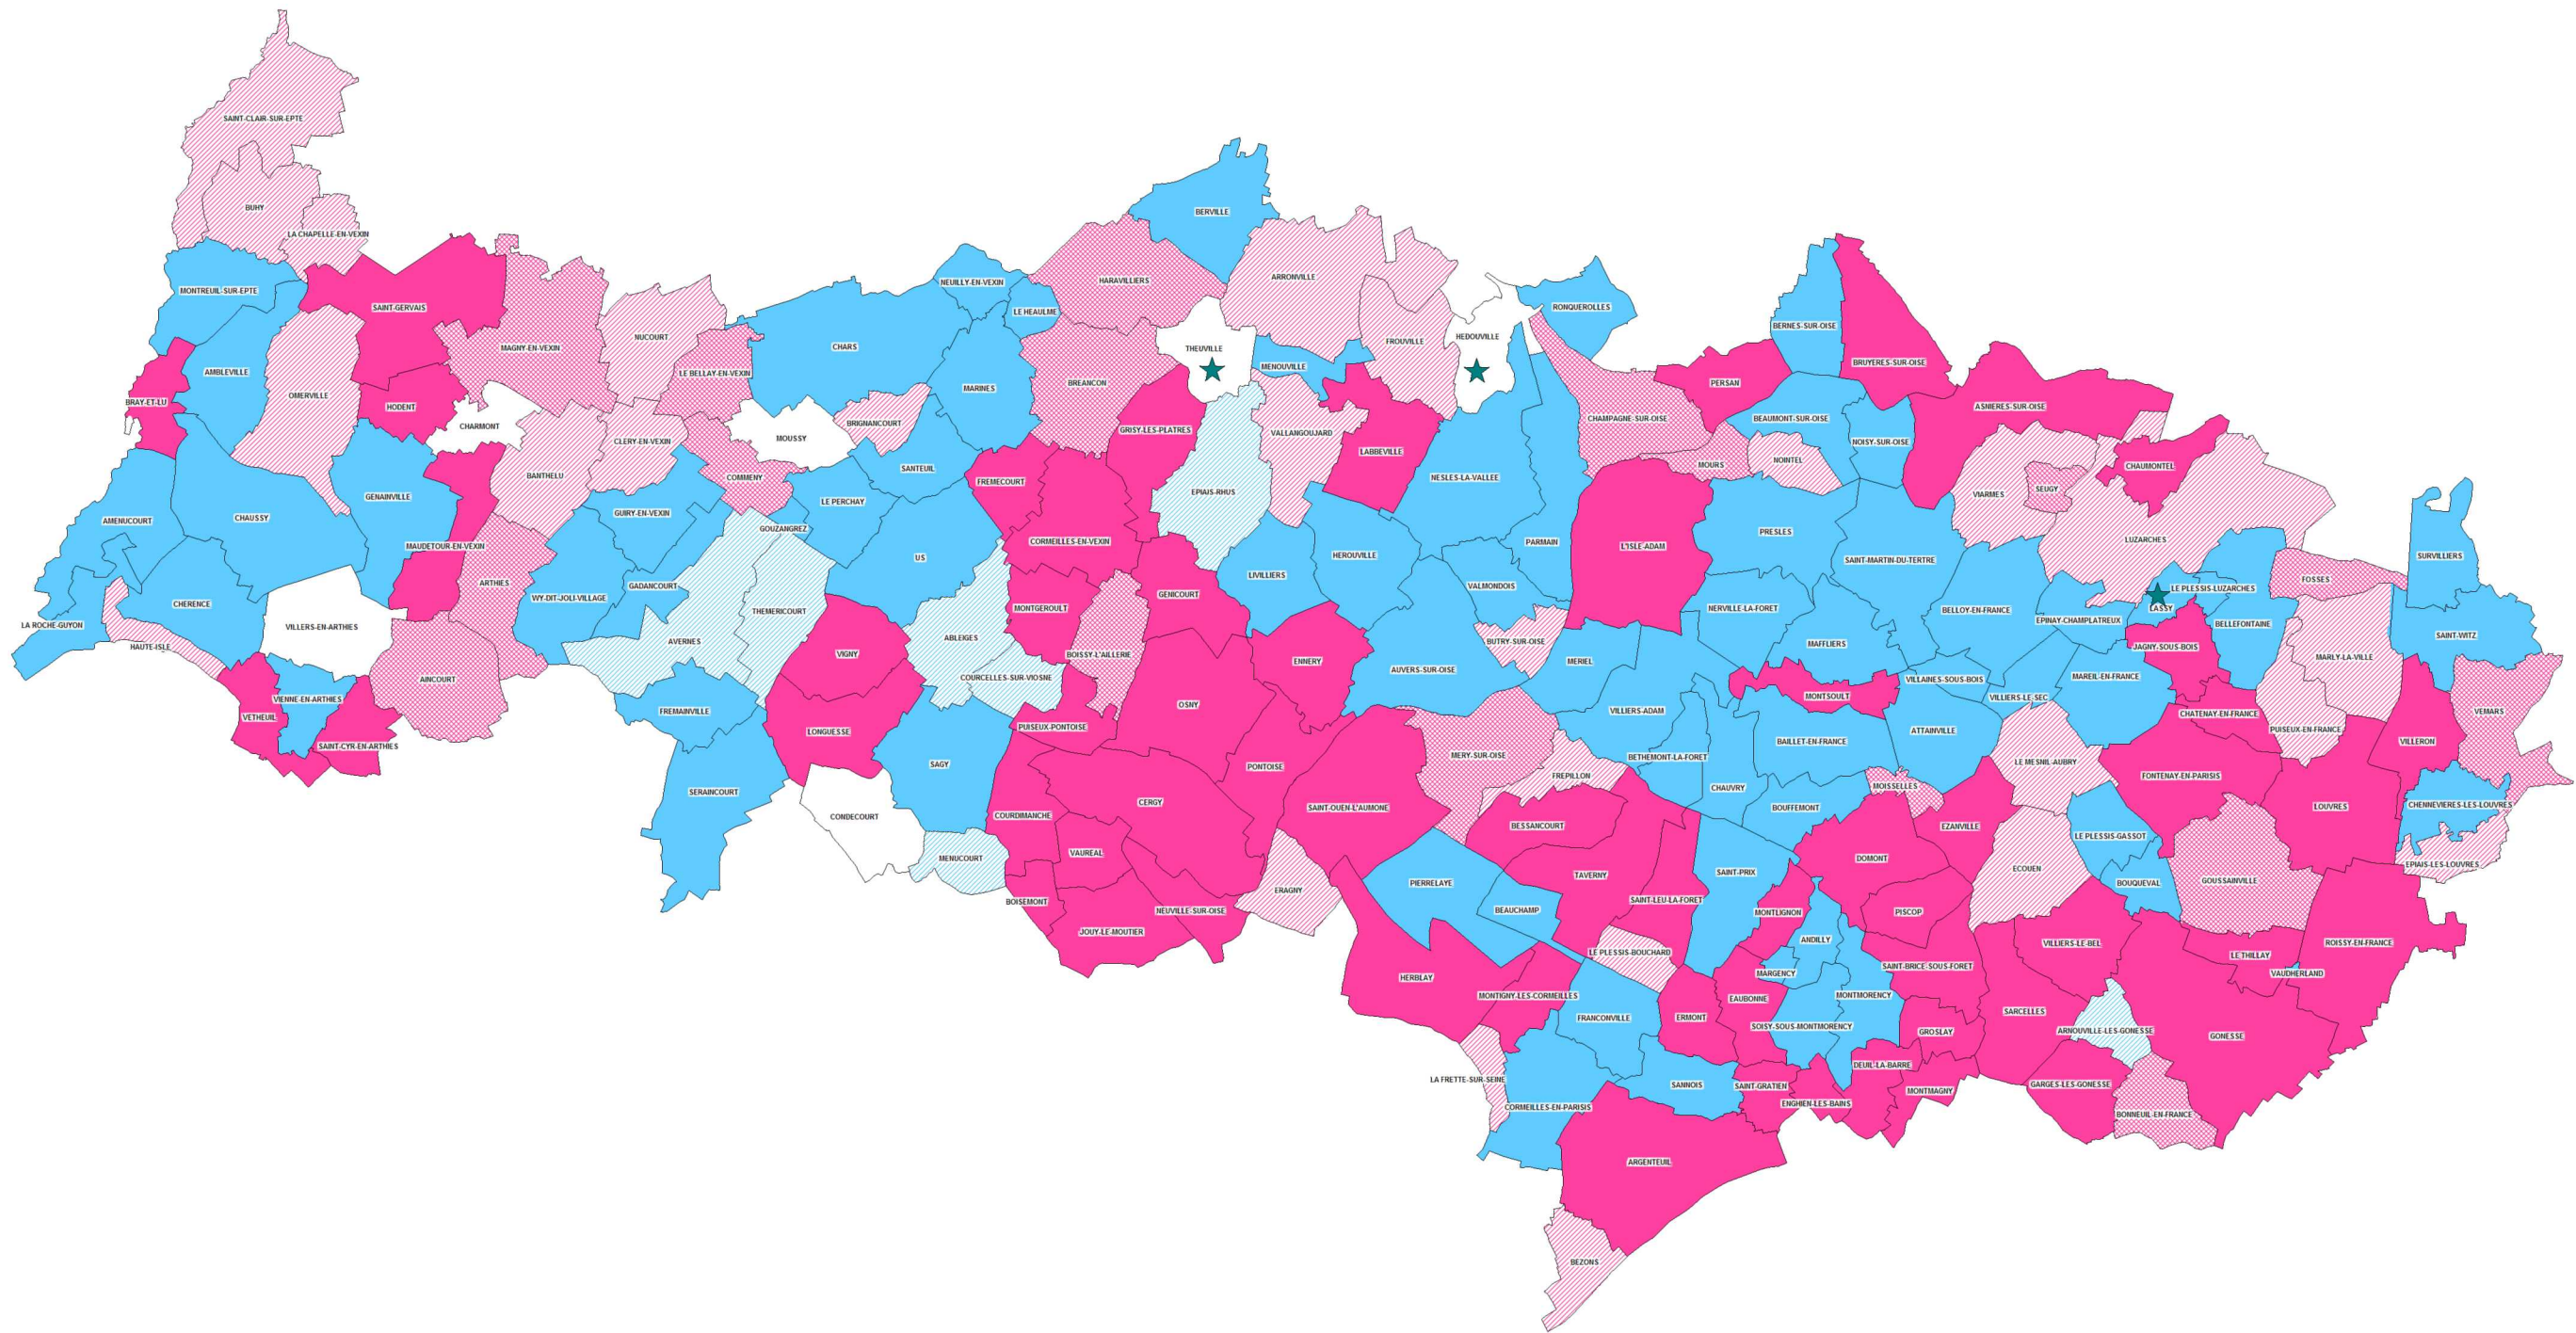 SAINT-CLAIR-SUR-EPTE
BUHY
LA CHAPELLE-EN-VEXIN
BERVILLE
MONTREUIL-SUR-EPTE
SAINT-GERVAIS
HARAVILLIERS
ARRONVILLE
NEUILLY-EN-VEXIN
LE HEAULME
RONQUEROLLES
BERNES-SUR-OISE
MAGNY-EN-VEXIN
NUCOURT
CHARS
THEUVILLE
FROUVILLE
HEDOUVILLE
BRUYERES-SUR-OISE
AMBLEVILLE
LE BELLAY-EN-VEXIN
MARINES
BREANCON
MENOUVILLE
PERSAN
OMERVILLE
BRAY-ET-LU
HODENT
CHARMONT
MOUSSY
BRIGNANCOURT
GRISY-LES-PLATRES
VALLANGOUJARD
LABBEVILLE
CHAMPAGNE-SUR-OISE
BEAUMONT-SUR-OISE
NOISY-SUR-OISE
ASNIERES-SUR-OISE
BANTHELU
CLERY-EN-VEXIN
COMMENY
SANTEUIL
FREMECOURT
EPIAIS-RHUS
NESLES-LA-VALLEE
MOURS
NOINTEL
VIARMES
SEUGY
CHAUMONTEL
GENAINVILLE
LE PERCHAY
AMENUCOURT
CHAUSSY
GUIRY-EN-VEXIN
GOUZANGREZ
CORMEILLES-EN-VEXIN
HEROUVILLE
PARMAIN
L'ISLE-ADAM
PRESLES
LUZARCHES
MAUDETOUR-EN-VEXIN
US
SAINT-MARTIN-DU-TERTRE
SURVILLIERS
ARTHIES
GADANCOURT
LIVILLIERS
VALMONDOIS
FOSSES
LE PLESSIS-LUZARCHES
CHERENCE
WY-DIT-JOLI-VILLAGE
THEMERICOURT
MONTGEROULT
GENICOURT
NERVILLE-LA-FORET
BELLOY-EN-FRANCE
LASSY
EPINAY-CHAMPLATREUX
BELLEFONTAINE
LA ROCHE-GUYON
VILLERS-EN-ARTHIES
AVERNES
ABLEIGES
BUTRY-SUR-OISE
MAFFLIERS
SAINT-WITZ
HAUTE-ISLE
VIGNY
BOISSY-L'AILLERIE
ENNERY
AUVERS-SUR-OISE
MERIEL
JAGNY-SOUS-BOIS
MARLY-LA-VILLE
AINCOURT
COURCELLES-SUR-VIOSNE
VILLAINES-SOUS-BOIS
MAREIL-EN-FRANCE
VIENNE-EN-ARTHIES
MONTSOULT
VILLIERS-LE-SEC
VETHEUIL
FREMAINVILLE
OSNY
VILLIERS-ADAM
CHATENAY-EN-FRANCE
VEMARS
SAINT-CYR-EN-ARTHIES
LONGUESSE
PUISEUX-PONTOISE
ATTAINVILLE
PUISEUX-EN-FRANCE
BAILLET-EN-FRANCE
VILLERON
MERY-SUR-OISE
BETHEMONT-LA-FORET
SAGY
PONTOISE
FREPILLON
LE MESNIL-AUBRY
FONTENAY-EN-PARISIS
SERAINCOURT
CHAUVRY
MOISSELLES
CERGY
SAINT-OUEN-L'AUMONE
BOUFFEMONT
LOUVRES
CHENNEVIERES-LES-LOUVRES
CONDECOURT
COURDIMANCHE
BESSANCOURT
EZANVILLE
LE PLESSIS-GASSOT
MENUCOURT
VAUREAL
DOMONT
EPIAIS-LES-LOUVRES
TAVERNY
SAINT-PRIX
ECOUEN
BOUQUEVAL
GOUSSAINVILLE
PIERRELAYE
ERAGNY
BOISEMONT
SAINT-LEU-LA-FORET
NEUVILLE-SUR-OISE
BEAUCHAMP
MONTLIGNON
PISCOP
JOUY-LE-MOUTIER
ANDILLY
VILLIERS-LE-BEL
ROISSY-EN-FRANCE
LE PLESSIS-BOUCHARD
LE THILLAY
SAINT-BRICE-SOUS-FORET
HERBLAY
MARGENCY
VAUDHERLAND
MONTIGNY-LES-CORMEILLES
EAUBONNE
MONTMORENCY
FRANCONVILLE
ERMONT
SARCELLES
SOISY-SOUS-MONTMORENCY
GROSLAY
ARNOUVILLE-LES-GONESSE
GONESSE
DEUIL-LA-BARRE
LA FRETTE-SUR-SEINE
SANNOIS
SAINT-GRATIEN
GARGES-LES-GONESSE
MONTMAGNY
CORMEILLES-EN-PARISIS
ENGHIEN-LES-BAINS
BONNEUIL-EN-FRANCE
ARGENTEUIL
BEZONS